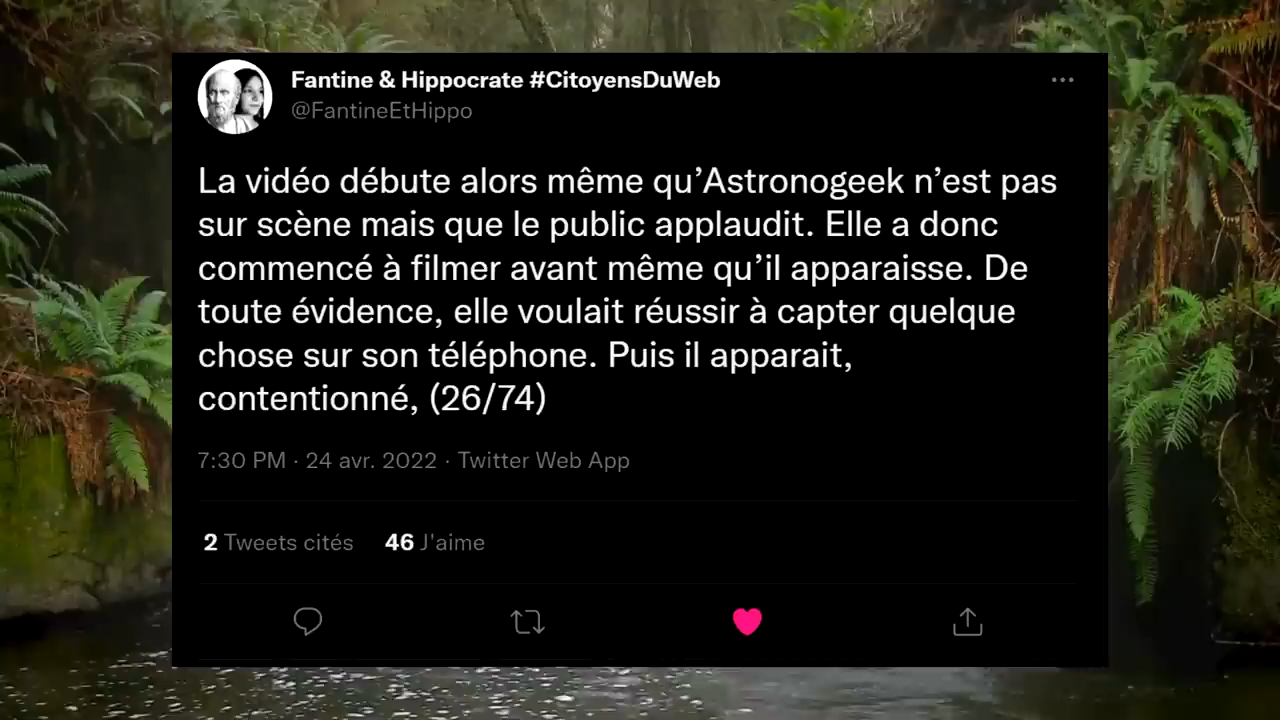 Fantine & Hippocrate #CitoyensDuWeb
@FantineEtHippo
La vidéo débute alors même qu’Astronogeek n’est pas
sur scène mais que le public applaudit. Elle a donc
commencé à filmer avant même qu’il apparaisse. De
toute évidence, elle voulait réussir à capter quelque
chose sur son téléphone. Puis il apparait,
contentionné, (26/74)
7:30 PM · 24 avr. 2022 · Twitter Web App
2 Tweets cités 46 J'aime